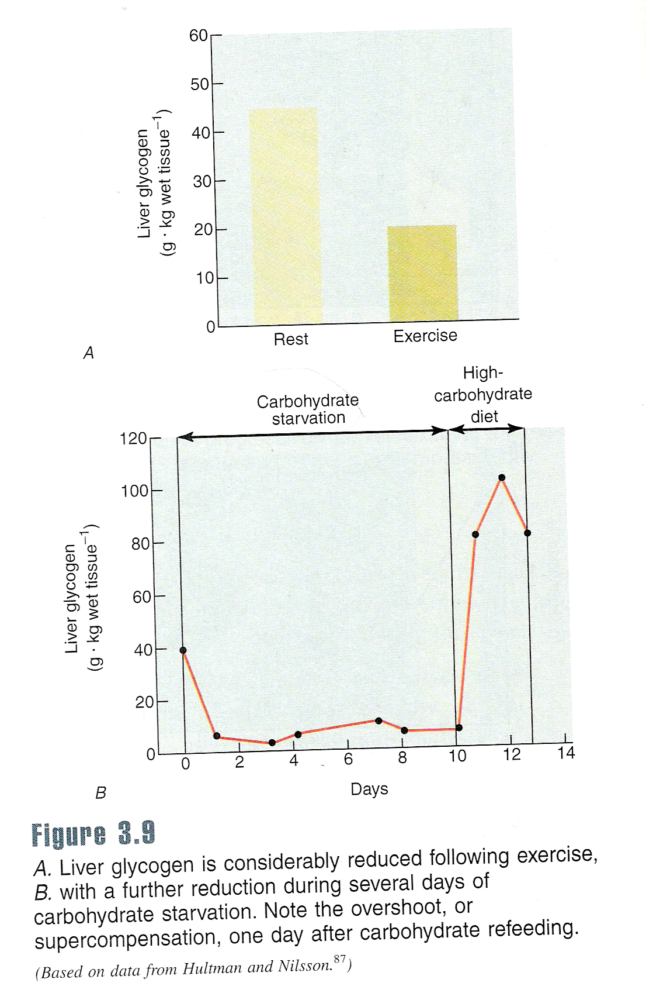 60
50
40
30
20
10
0
Liver glycogen
(g · kg wet tissue⁻¹)
Rest
Exercise
A
Carbohydrate
starvation
High-
carbohydrate
diet
120
100
80
60
40
20
0
Liver glycogen
(g · kg wet tissue⁻¹)
0 2 4 6 8 10 12 14
Days
B
Figure 3.9
A. Liver glycogen is considerably reduced following exercise,
B. with a further reduction during several days of
carbohydrate starvation. Note the overshoot, or
supercompensation, one day after carbohydrate refeeding.
(Based on data from Hultman and Nilsson.⁸⁷)